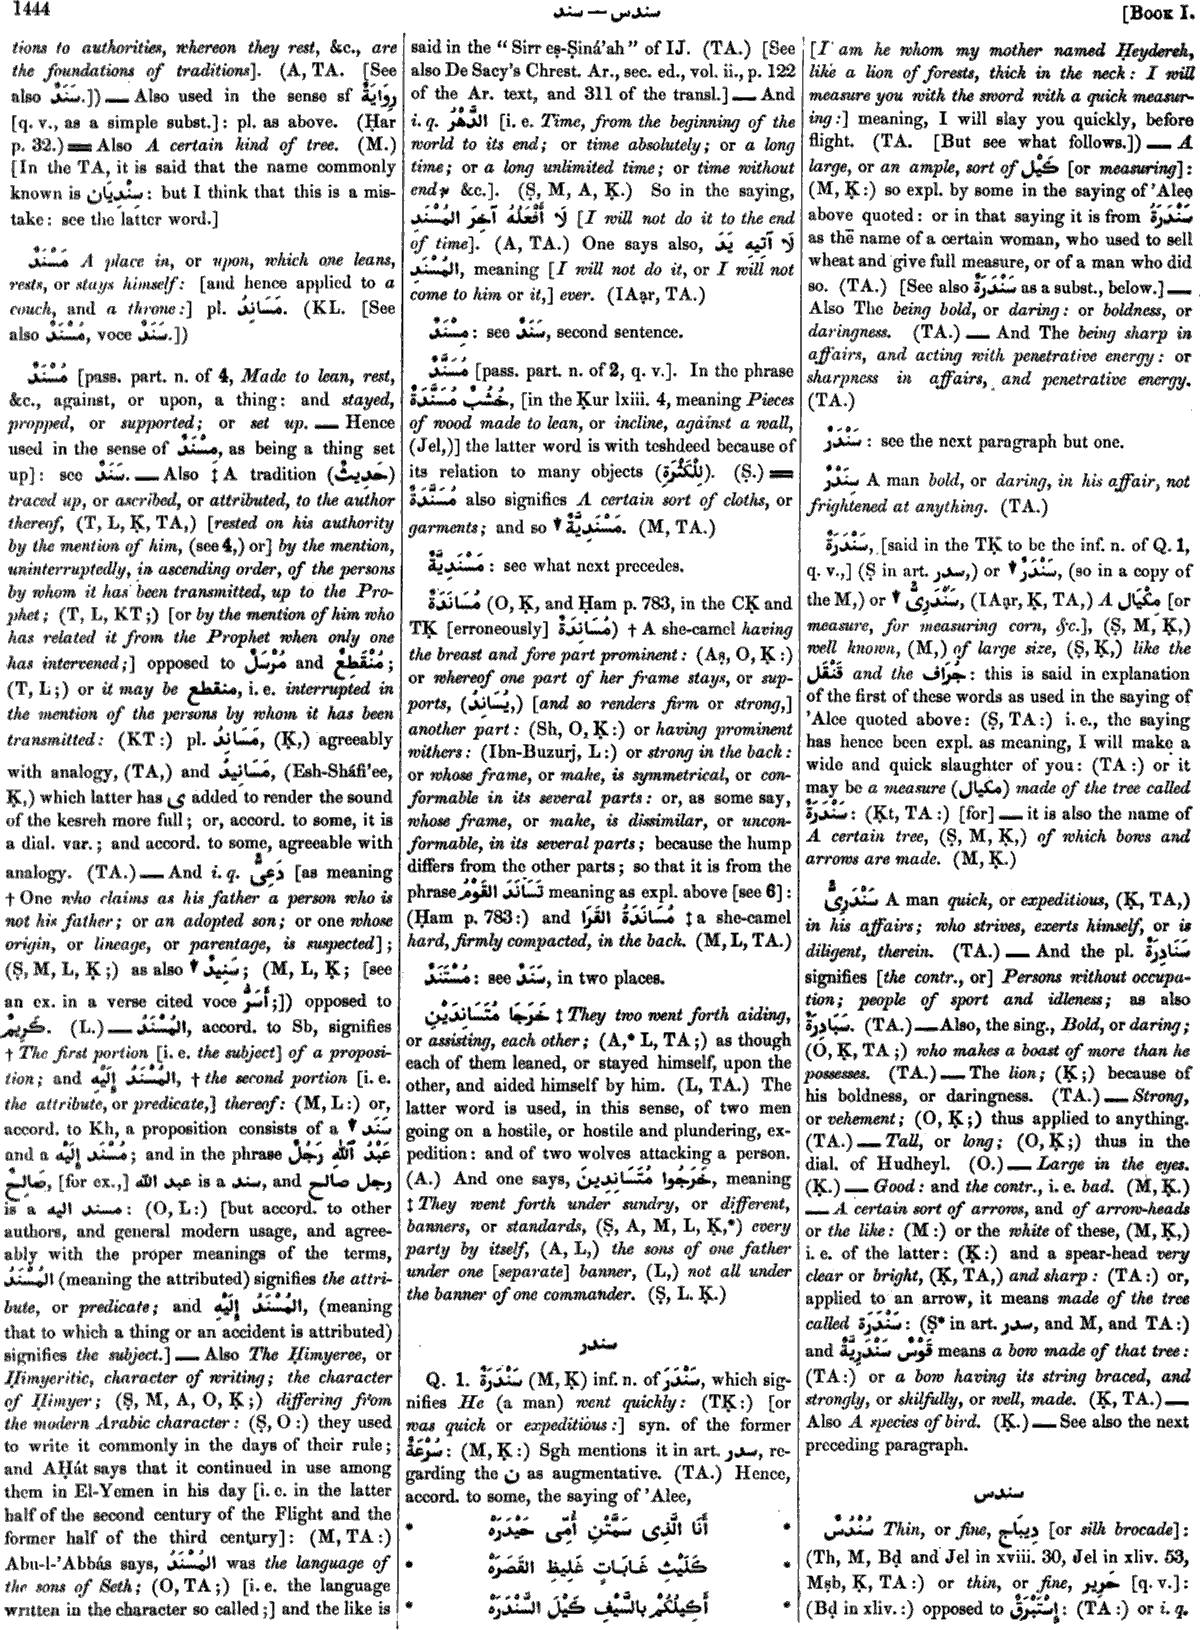 1444
سند — سندس
[Book I.
tions to authorities, whereon they rest, &c., are
the foundations of traditions]. (A, TA. [See
also سَنَدٌ.]) — Also used in the sense sf رِوَايَةٌ
[q. v., as a simple subst.]: pl. as above. (Ḥar
p. 32.) = Also A certain kind of tree. (M.)
[In the TA, it is said that the name commonly
known is سِنْدِيَان: but I think that this is a mis-
take: see the latter word.]
مَسْنَدٌ A place in, or upon, which one leans,
rests, or stays himself: [and hence applied to a
couch, and a throne:] pl. مَسَانِدُ. (KL. [See
also مُسْنَدٌ, voce سَنَدٌ.])
مُسْنَدٌ [pass. part. n. of 4, Made to lean, rest,
&c., against, or upon, a thing: and stayed,
propped, or supported; or set up. — Hence
used in the sense of مِسْنَدٌ, as being a thing set
up]: see سَنَدٌ. — Also ‡ A tradition (حَدِيثٌ)
traced up, or ascribed, or attributed, to the author
thereof, (T, L, Ḳ, TA,) [rested on his authority
by the mention of him, (see 4,) or] by the mention,
uninterruptedly, in ascending order, of the persons
by whom it has been transmitted, up to the Pro-
phet; (T, L, KT;) [or by the mention of him who
has related it from the Prophet when only one
has intervened;] opposed to مُرْسَلٌ and مُنْقَطِعٌ;
(T, L;) or it may be منقطع, i. e. interrupted in
the mention of the persons by whom it has been
transmitted: (KT:) pl. مَسَانِدُ, (Ḳ,) agreeably
with analogy, (TA,) and مَسَانِيدُ, (Esh-Sháfi'ee,
Ḳ,) which latter has ى added to render the sound
of the kesreh more full; or, accord. to some, it is
a dial. var.; and accord. to some, agreeable with
analogy. (TA.) — And i. q. دَعِىٌّ [as meaning
† One who claims as his father a person who is
not his father; or an adopted son; or one whose
origin, or lineage, or parentage, is suspected];
(Ṣ, M, L, Ḳ;) as also ▼ سَنِيدٌ; (M, L, Ḳ; [see
an ex. in a verse cited voce أَسَرُّ;]) opposed to
كَرِيمٌ. (L.) — المُسْنَدُ, accord. to Sb, signifies
† The first portion [i. e. the subject] of a proposi-
tion; and المُسْنَدُ إِلَيْهِ, † the second portion [i. e.
the attribute, or predicate,] thereof: (M, L:) or,
accord. to Kh, a proposition consists of a ▼ سَنَد
and a مُسْنَد إِلَيْهِ; and in the phrase عَبْدُ ٱللّٰهِ رَجُلٌ
صَالِحٌ, [for ex.,] عبد الله is a سند, and رجل صالح
is a مسند اليه: (O, L:) [but accord. to other
authors, and general modern usage, and agree-
ably with the proper meanings of the terms,
المُسْنَدُ (meaning the attributed) signifies the attri-
bute, or predicate; and المُسْنَدُ إِلَيْهِ, (meaning
that to which a thing or an accident is attributed)
signifies the subject.] — Also The Ḥimyeree, or
Ḥimyeritic, character of writing; the character
of Ḥimyer; (Ṣ, M, A, O, Ḳ;) differing from
the modern Arabic character: (Ṣ, O:) they used
to write it commonly in the days of their rule;
and AḤát says that it continued in use among
them in El-Yemen in his day [i. e. in the latter
half of the second century of the Flight and the
former half of the third century]: (M, TA:)
Abu-l-'Abbás says, المُسْنَدُ was the language of
the sons of Seth; (O, TA;) [i. e. the language
written in the character so called;] and the like is
said in the “Sirr eṣ-Ṣiná'ah” of IJ. (TA.) [See
also De Sacy's Chrest. Ar., sec. ed., vol. ii., p. 122
of the Ar. text, and 311 of the transl.] — And
i. q. الدَّهْرُ [i. e. Time, from the beginning of the
world to its end; or time absolutely; or a long
time; or a long unlimited time; or time without
end; &c.]. (Ṣ, M, A, Ḳ.) So in the saying,
لَا أَفْعَلُهُ آخِرَ المُسْنَدِ [I will not do it to the end
of time]. (A, TA.) One says also, لَا آتِيهِ يَدَ
المُسْنَدِ, meaning [I will not do it, or I will not
come to him or it,] ever. (IAạr, TA.)
مِسْنَدٌ: see سَنَدٌ, second sentence.
مُسَنَّدٌ [pass. part. n. of 2, q. v.]. In the phrase
خُشُبٌ مُسَنَّدَةٌ, [in the Ḳur lxiii. 4, meaning Pieces
of wood made to lean, or incline, against a wall,
(Jel,)] the latter word is with teshdeed because of
its relation to many objects (لِلْكَثْرَةِ). (Ṣ.) =
مُسَنَّدَةٌ also signifies A certain sort of cloths, or
garments; and so ▼ مُسْنَدِيَّةٌ. (M, TA.)
مُسْنَدِيَّةٌ: see what next precedes.
مُسَانَدَةٌ (O, Ḳ, and Ḥam p. 783, in the CḲ and
TḲ [erroneously] مُسَانِدَةٌ) † A she-camel having
the breast and fore part prominent: (Aṣ, O, Ḳ:)
or whereof one part of her frame stays, or sup-
ports, (يُسَانِدُ,) [and so renders firm or strong,]
another part: (Sh, O, Ḳ:) or having prominent
withers: (Ibn-Buzurj, L:) or strong in the back:
or whose frame, or make, is symmetrical, or con-
formable in its several parts: or, as some say,
whose frame, or make, is dissimilar, or uncon-
formable, in its several parts; because the hump
differs from the other parts; so that it is from the
phrase تَسَانَدَ القَوْمُ meaning as expl. above [see 6]:
(Ḥam p. 783:) and مُسَانَدَةُ القَرَا ‡ a she-camel
hard, firmly compacted, in the back. (M, L, TA.)
مُسْتَنَدٌ: see سَنَدٌ, in two places.
خَرَجَا مُتَسَانِدَيْنِ ‡ They two went forth aiding,
or assisting, each other; (A,* L, TA;) as though
each of them leaned, or stayed himself, upon the
other, and aided himself by him. (L, TA.) The
latter word is used, in this sense, of two men
going on a hostile, or hostile and plundering, ex-
pedition: and of two wolves attacking a person.
(A.) And one says, خَرَجُوا مُتَسَانِدِينَ, meaning
‡ They went forth under sundry, or different,
banners, or standards, (Ṣ, A, M, L, Ḳ,*) every
party by itself, (A, L,) the sons of one father
under one [separate] banner, (L,) not all under
the banner of one commander. (Ṣ, L. Ḳ.)
سندر
Q. 1. سَنْدَرَةٌ (M, Ḳ) inf. n. of سَنْدَرَ, which sig-
nifies He (a man) went quickly: (TḲ:) [or
was quick or expeditious:] syn. of the former
سُرْعَةٌ: (M, Ḳ:) Sgh mentions it in art. سدر, re-
garding the ن as augmentative. (TA.) Hence,
accord. to some, the saying of 'Alee,
* أَنَا الَّذِى سَمَّتْنِ أُمِّى حَيْدَرَهْ *
* كَلَيْثِ غَابَاتٍ غَلِيظِ القَصَرَهْ *
* أَكِيلُكُمْ بِالسَّيْفِ كَيْلَ السَّنْدَرَهْ *
[I am he whom my mother named Ḥeydereh,
like a lion of forests, thick in the neck: I will
measure you with the sword with a quick measur-
ing:] meaning, I will slay you quickly, before
flight. (TA. [But see what follows.]) — A
large, or an ample, sort of كَيْل [or measuring]:
(M, Ḳ:) so expl. by some in the saying of 'Alee
above quoted: or in that saying it is from سَنْدَرَةُ
as the name of a certain woman, who used to sell
wheat and give full measure, or of a man who did
so. (TA.) [See also سَنْدَرَةٌ as a subst., below.] —
Also The being bold, or daring: or boldness, or
daringness. (TA.) — And The being sharp in
affairs, and acting with penetrative energy: or
sharpness in affairs, and penetrative energy.
(TA.)
سَنْدَرٌ: see the next paragraph but one.
سَنْدَرٌ A man bold, or daring, in his affair, not
frightened at anything. (TA.)
سَنْدَرَةٌ, [said in the TḲ to be the inf. n. of Q. 1,
q. v.,] (Ṣ in art. سدر,) or ▼ سَنْدَرٌ, (so in a copy of
the M,) or ▼ سَنْدَرِىٌّ, (IAạr, Ḳ, TA,) A مِكْيَال [or
measure, for measuring corn, &c.], (Ṣ, M, Ḳ,)
well known, (M,) of large size, (Ṣ, Ḳ,) like the
قَنْقَل and the جُرَاف: this is said in explanation
of the first of these words as used in the saying of
'Alee quoted above: (Ṣ, TA:) i. e., the saying
has hence been expl. as meaning, I will make a
wide and quick slaughter of you: (TA:) or it
may be a measure (مكيال) made of the tree called
سَنْدَرَة: (Ḳt, TA:) [for] — it is also the name of
A certain tree, (Ṣ, M, Ḳ,) of which bows and
arrows are made. (M, Ḳ.)
سَنْدَرِىٌّ A man quick, or expeditious, (Ḳ, TA,)
in his affairs; who strives, exerts himself, or is
diligent, therein. (TA.) — And the pl. سَنَادِرَةٌ
signifies [the contr., or] Persons without occupa-
tion; people of sport and idleness; as also
سَبَادِرَةٌ. (TA.) — Also, the sing., Bold, or daring;
(O, Ḳ, TA;) who makes a boast of more than he
possesses. (TA.) — The lion; (Ḳ;) because of
his boldness, or daringness. (TA.) — Strong,
or vehement; (O, Ḳ;) thus applied to anything.
(TA.) — Tall, or long; (O, Ḳ;) thus in the
dial. of Hudheyl. (O.) — Large in the eyes.
(Ḳ.) — Good: and the contr., i. e. bad. (M, Ḳ.)
— A certain sort of arrows, and of arrow-heads
or the like: (M:) or the white of these, (M, Ḳ,)
i. e. of the latter: (Ḳ:) and a spear-head very
clear or bright, (Ḳ, TA,) and sharp: (TA:) or,
applied to an arrow, it means made of the tree
called سَنْدَرَة: (Ṣ* in art. سدر, and M, and TA:)
and قَوْسٌ سَنْدَرِيَّةٌ means a bow made of that tree:
(TA:) or a bow having its string braced, and
strongly, or skilfully, or well, made. (Ḳ, TA.) —
Also A species of bird. (Ḳ.) — See also the next
preceding paragraph.
سندس
سُنْدُسٌ Thin, or fine, دِيبَاج [or silk brocade]:
(Th, M, Bḍ and Jel in xviii. 30, Jel in xliv. 53,
Mṣb, Ḳ, TA:) or thin, or fine, حَرِير [q. v.]:
(Bḍ in xliv.:) opposed to إِسْتَبْرَقٌ: (TA:) or i. q.